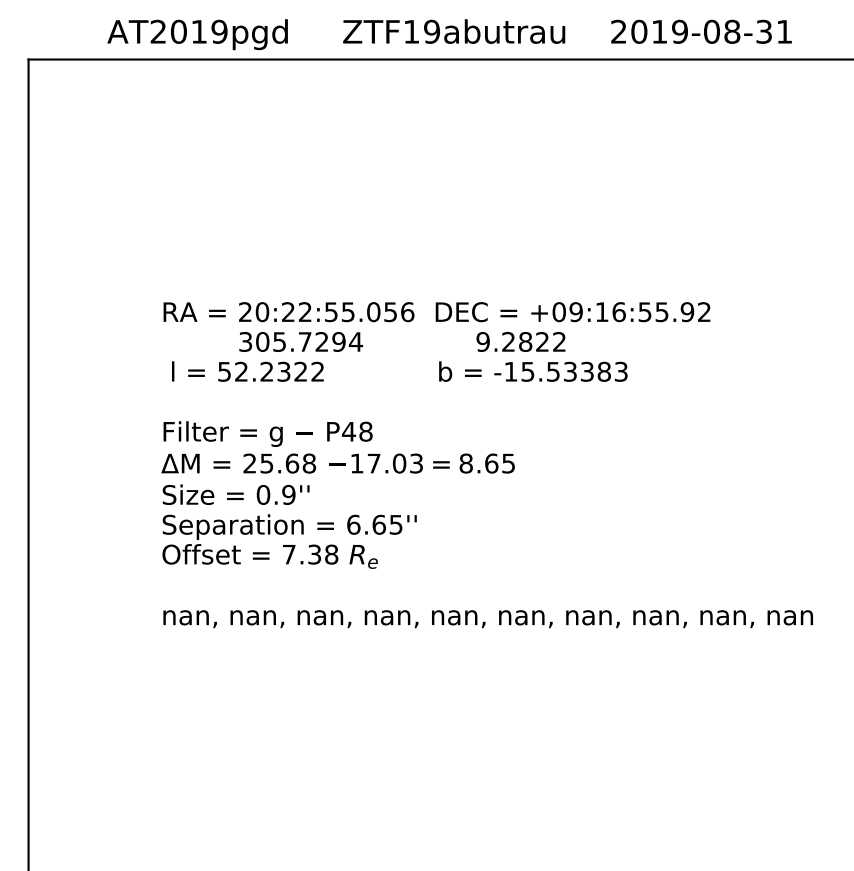 AT2019pgd ZTF19abutrau 2019-08-31
RA = 20:22:55.056 DEC = +09:16:55.92
305.7294 9.2822
l = 52.2322 b = -15.53383
Filter = g − P48
ΔM = 25.68 −17.03 = 8.65
Size = 0.9''
Separation = 6.65''
Offset = 7.38 Re
nan, nan, nan, nan, nan, nan, nan, nan, nan, nan